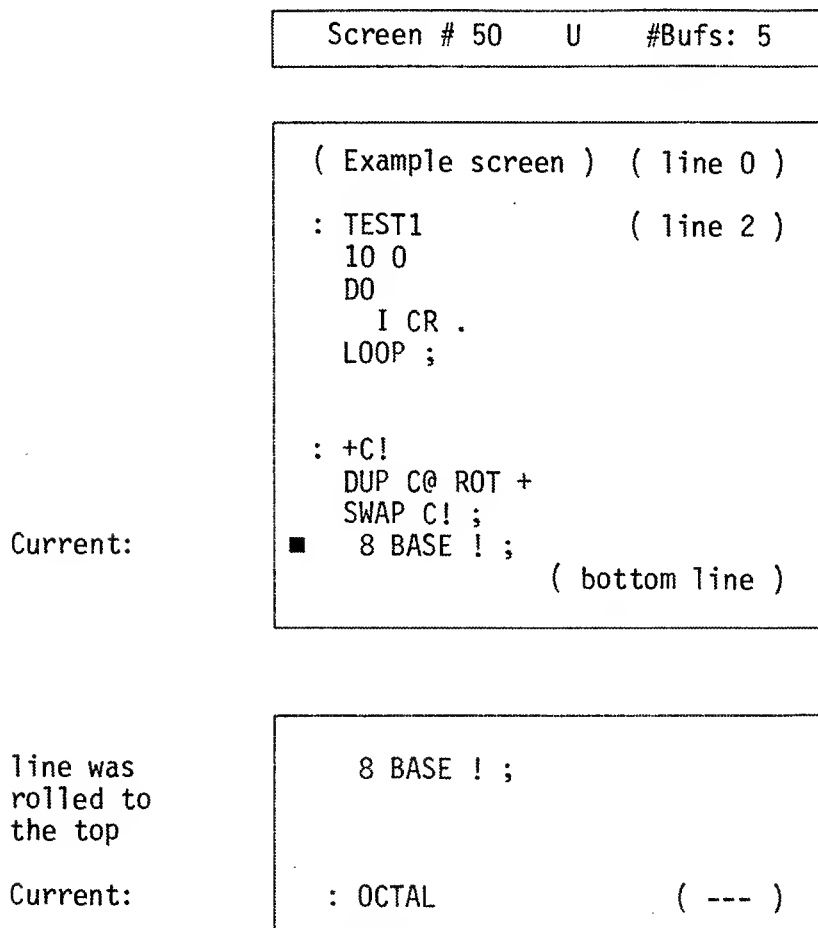 Screen # 50 U #Bufs: 5
( Example screen ) ( line 0 )
: TEST1 ( line 2 )
10 0
DO
I CR .
LOOP ;
: +C!
DUP C@ ROT +
SWAP C! ;
Current: ■ 8 BASE ! ;
( bottom line )
line was 8 BASE ! ;
rolled to
the top
Current: : OCTAL ( --- )